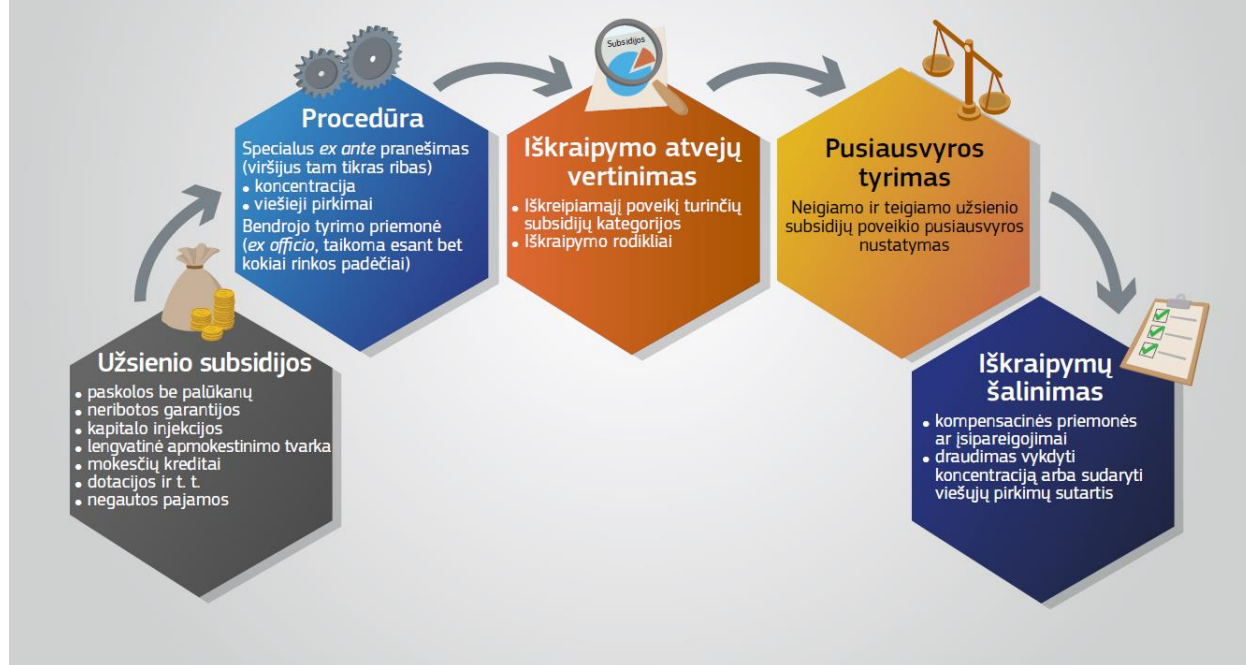 Užsienio subsidijos
• paskolos be palūkanų
• neribotos garantijos
• kapitalo injekcijos
• lengvatinė apmokestinimo tvarka
• mokesčių kreditai
• dotacijos ir t. t.
• negautos pajamos
Procedūra
Specialus ex ante pranešimas
(viršijus tam tikras ribas)
• koncentracija
• viešieji pirkimai
Bendrojo tyrimo priemonė
(ex officio, taikoma esant bet
kokiai rinkos padėčiai)
Subsidijos
Iškraipymo atvejų
vertinimas
• Iškreipiamąjį poveikį turinčių
subsidijų kategorijos
• Iškraipymo rodikliai
Pusiausvyros
tyrimas
Neigiamo ir teigiamo užsienio
subsidijų poveikio pusiausvyros
nustatymas
Iškraipymų
šalinimas
• kompensacinės priemonės
ar įsipareigojimai
• draudimas vykdyti
koncentraciją arba sudaryti
viešųjų pirkimų sutartis